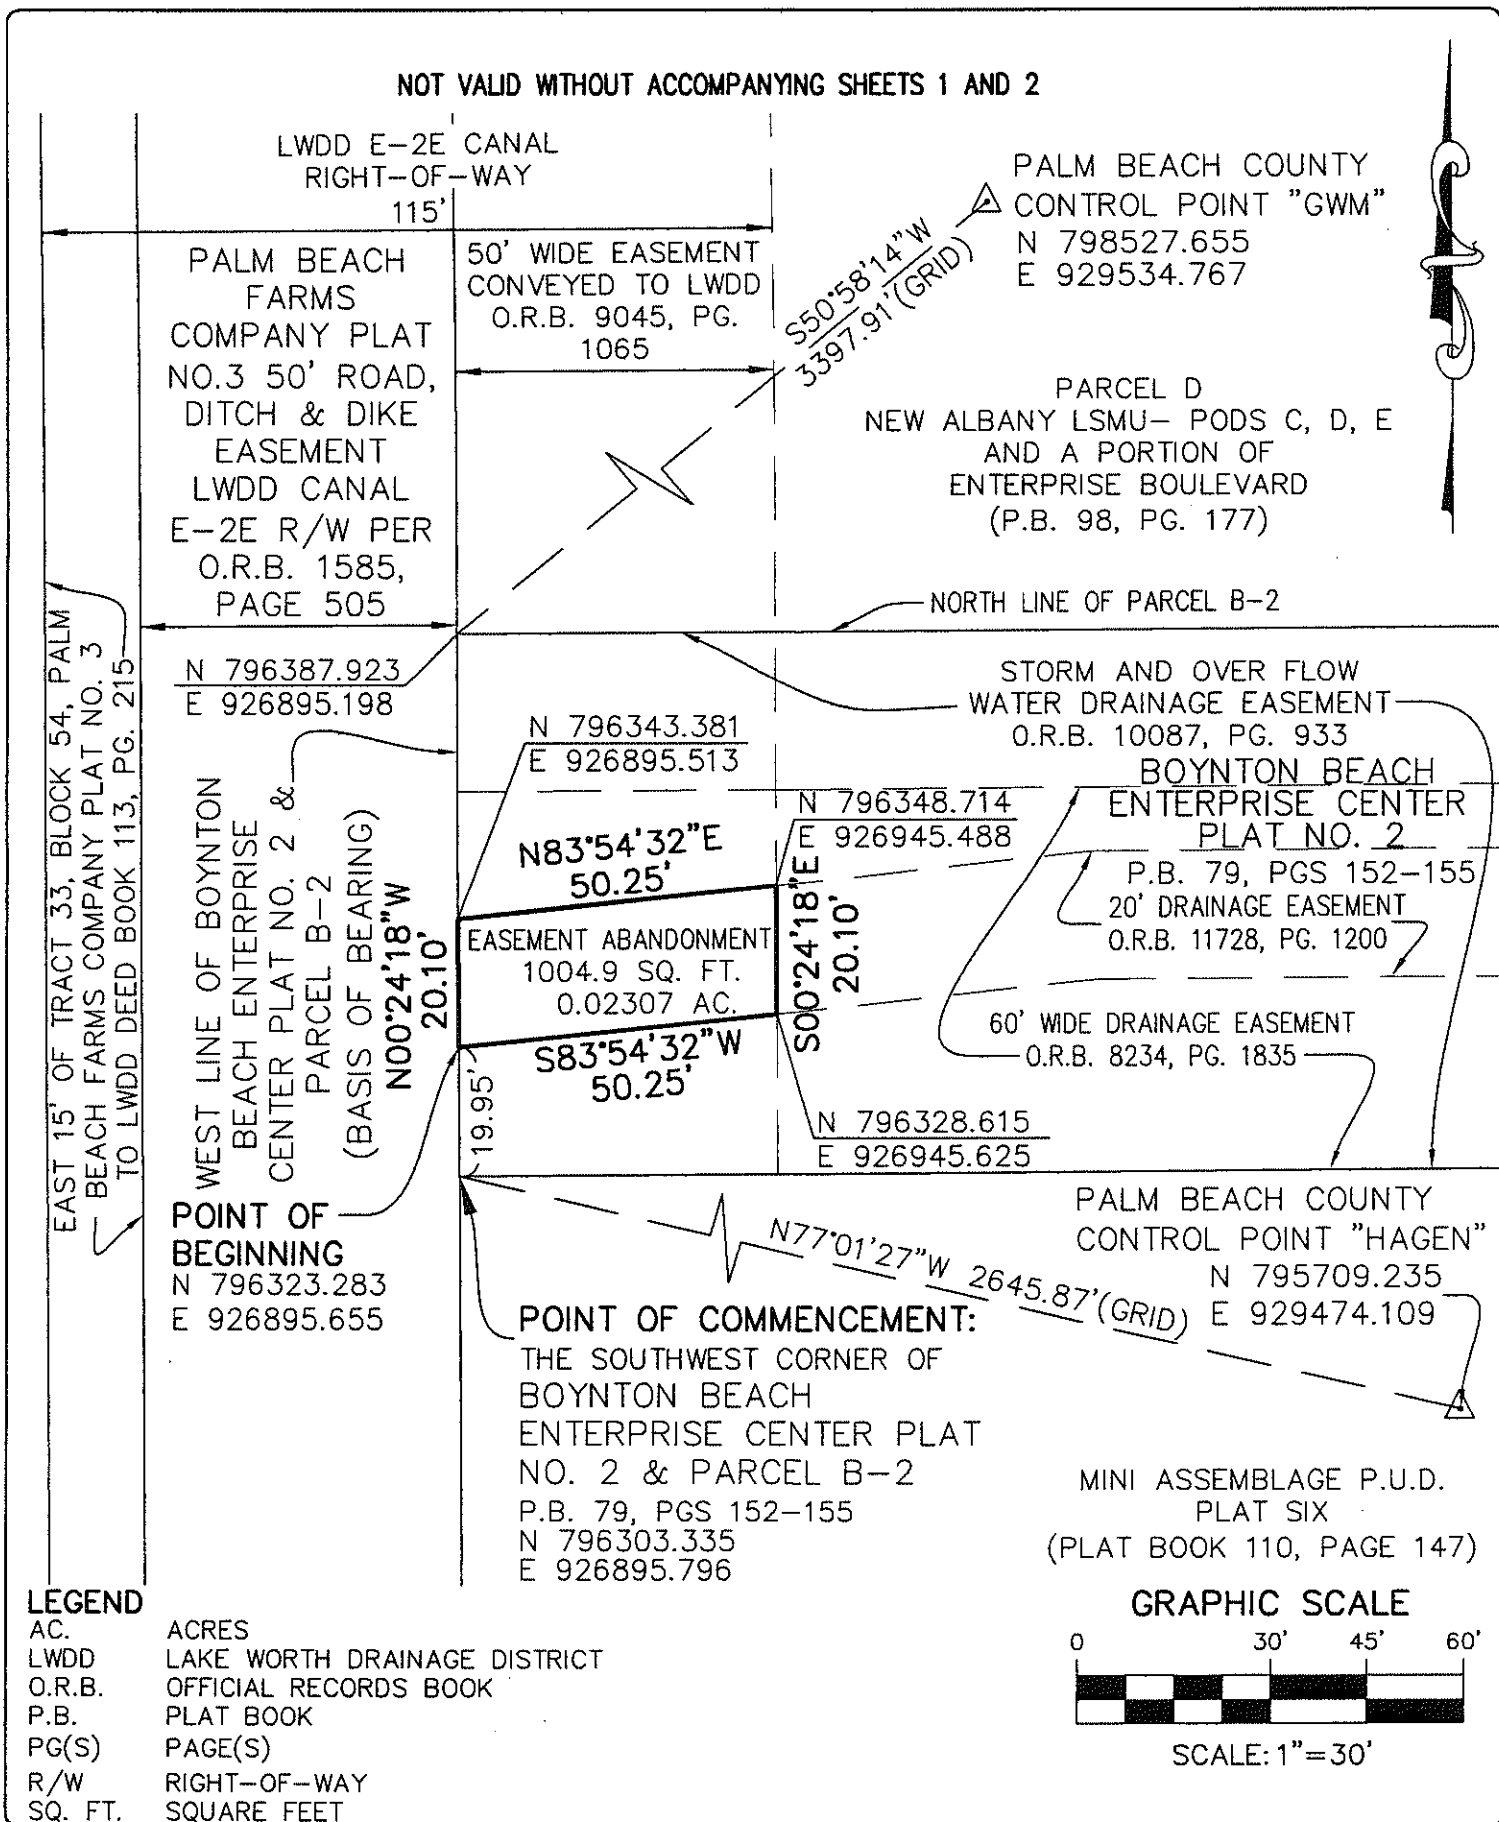 NOT VALID WITHOUT ACCOMPANYING SHEETS 1 AND 2
LWDD E-2E CANAL
RIGHT-OF-WAY
115'
PALM BEACH
FARMS
COMPANY PLAT
NO.3 50' ROAD,
DITCH & DIKE
EASEMENT
LWDD CANAL
E-2E R/W PER
O.R.B. 1585,
PAGE 505
50' WIDE EASEMENT
CONVEYED TO LWDD
O.R.B. 9045, PG.
1065
S50°58'14"W
3397.91'(GRID)
PALM BEACH COUNTY
CONTROL POINT "GWM"
N 798527.655
E 929534.767
PARCEL D
NEW ALBANY LSMU- PODS C, D, E
AND A PORTION OF
ENTERPRISE BOULEVARD
(P.B. 98, PG. 177)
NORTH LINE OF PARCEL B-2
N 796387.923
E 926895.198
STORM AND OVER FLOW
WATER DRAINAGE EASEMENT
O.R.B. 10087, PG. 933
BOYNTON BEACH
ENTERPRISE CENTER
PLAT NO. 2
P.B. 79, PGS 152-155
20' DRAINAGE EASEMENT
O.R.B. 11728, PG. 1200
60' WIDE DRAINAGE EASEMENT
O.R.B. 8234, PG. 1835
EAST 15' OF TRACT 33, BLOCK 54, PALM
BEACH FARMS COMPANY PLAT NO. 3
TO LWDD DEED BOOK 113, PG. 215
WEST LINE OF BOYNTON
BEACH ENTERPRISE
CENTER PLAT NO. 2 &
PARCEL B-2
(BASIS OF BEARING)
N00°24'18"W
20.10'
N 796343.381
E 926895.513
N 796348.714
E 926945.488
N83°54'32"E
50.25'
EASEMENT ABANDONMENT
1004.9 SQ. FT.
0.02307 AC.
S83°54'32"W
50.25'
S00°24'18"E
20.10'
19.95'
N 796328.615
E 926945.625
POINT OF
BEGINNING
N 796323.283
E 926895.655
N77°01'27"W 2645.87'(GRID)
PALM BEACH COUNTY
CONTROL POINT "HAGEN"
N 795709.235
E 929474.109
POINT OF COMMENCEMENT:
THE SOUTHWEST CORNER OF
BOYNTON BEACH
ENTERPRISE CENTER PLAT
NO. 2 & PARCEL B-2
P.B. 79, PGS 152-155
N 796303.335
E 926895.796
MINI ASSEMBLAGE P.U.D.
PLAT SIX
(PLAT BOOK 110, PAGE 147)
LEGEND
AC. ACRES
LWDD LAKE WORTH DRAINAGE DISTRICT
O.R.B. OFFICIAL RECORDS BOOK
P.B. PLAT BOOK
PG(S) PAGE(S)
R/W RIGHT-OF-WAY
SQ. FT. SQUARE FEET
GRAPHIC SCALE
0 30' 45' 60'
SCALE: 1"=30'